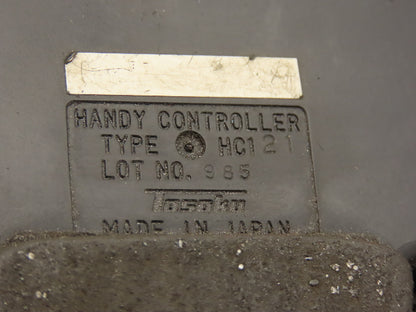 HANDY CONTROLLER
TYPE HC121
LOT NO. 985
Tosoku
MADE IN JAPAN